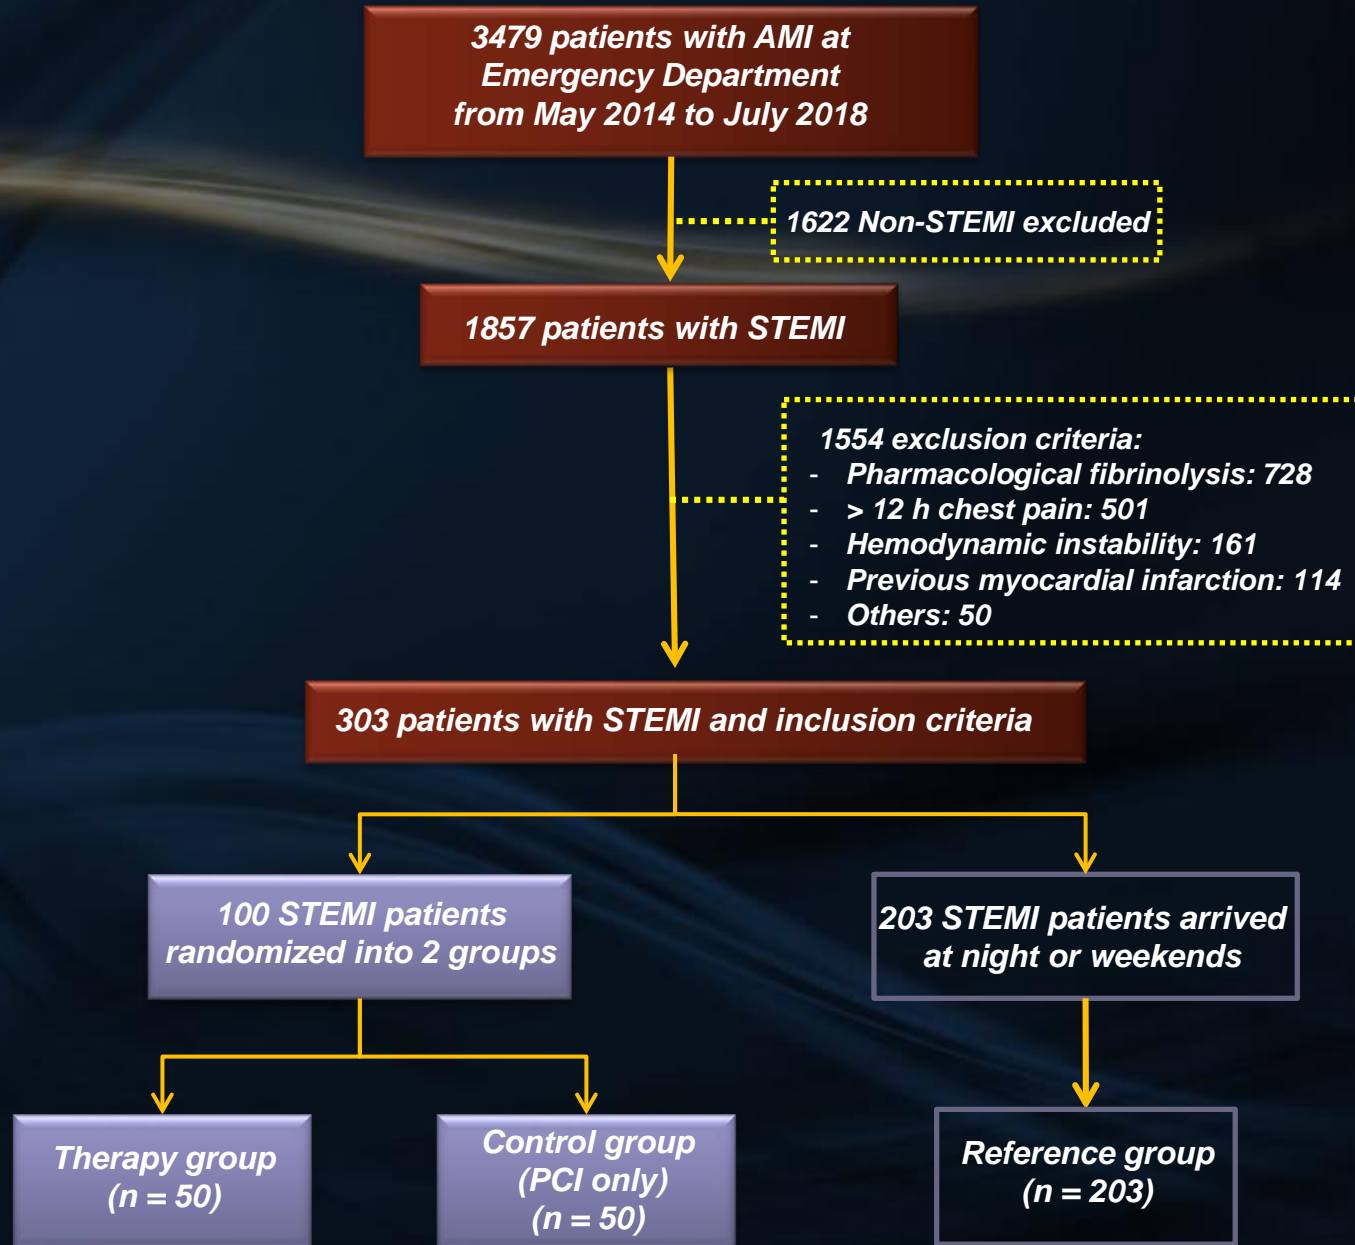 3479 patients with AMI at
Emergency Department
from May 2014 to July 2018
1622 Non-STEMI excluded
1857 patients with STEMI
1554 exclusion criteria:
- Pharmacological fibrinolysis: 728
- > 12 h chest pain: 501
- Hemodynamic instability: 161
- Previous myocardial infarction: 114
- Others: 50
303 patients with STEMI and inclusion criteria
100 STEMI patients
randomized into 2 groups
203 STEMI patients arrived
at night or weekends
Therapy group
(n = 50)
Control group
(PCI only)
(n = 50)
Reference group
(n = 203)